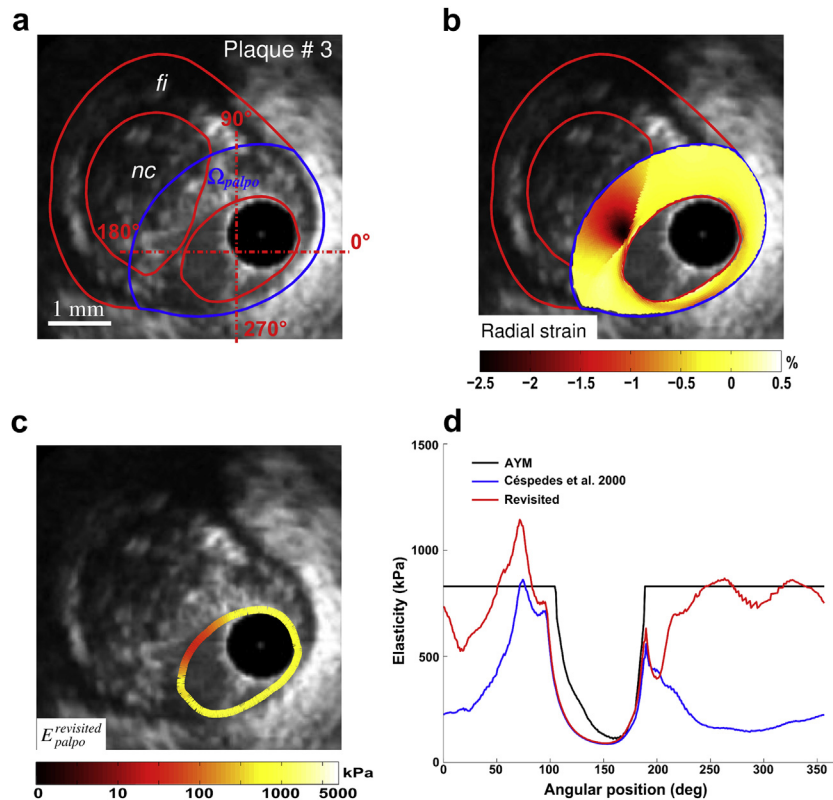 a
Plaque # 3
fi
nc
90°
Ωpalpo
180°
0°
270°
1 mm
b
Radial strain
%
−2.5 −2 −1.5 −1 −0.5 0 0.5
c
E revisited palpo
kPa
0 10 100 1000 5000
d
1500
1000
500
0
Elasticity (kPa)
AYM
Céspedes et al. 2000
Revisited
0 50 100 150 200 250 300 350
Angular position (deg)